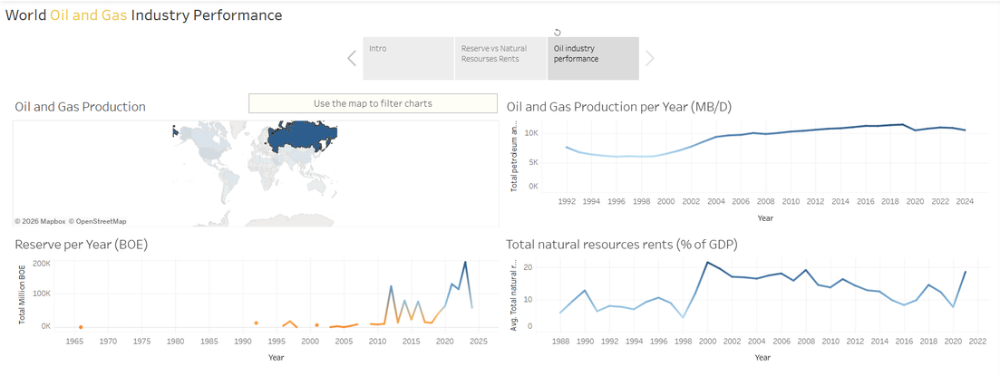 World Oil and Gas Industry Performance
Intro
Reserve vs Natural
Resourses Rents
Oil industry
performance
Oil and Gas Production
Use the map to filter charts
© 2026 Mapbox © OpenStreetMap
Oil and Gas Production per Year (MB/D)
Total petroleum an...
10K
5K
0K
1992 1994 1996 1998 2000 2002 2004 2006 2008 2010 2012 2014 2016 2018 2020 2022 2024
Year
Reserve per Year (BOE)
Total Million BOE
200K
100K
0K
1965 1970 1975 1980 1985 1990 1995 2000 2005 2010 2015 2020 2025
Year
Total natural resources rents (% of GDP)
Avg. Total natural r...
20
10
0
1988 1990 1992 1994 1996 1998 2000 2002 2004 2006 2008 2010 2012 2014 2016 2018 2020 2022
Year